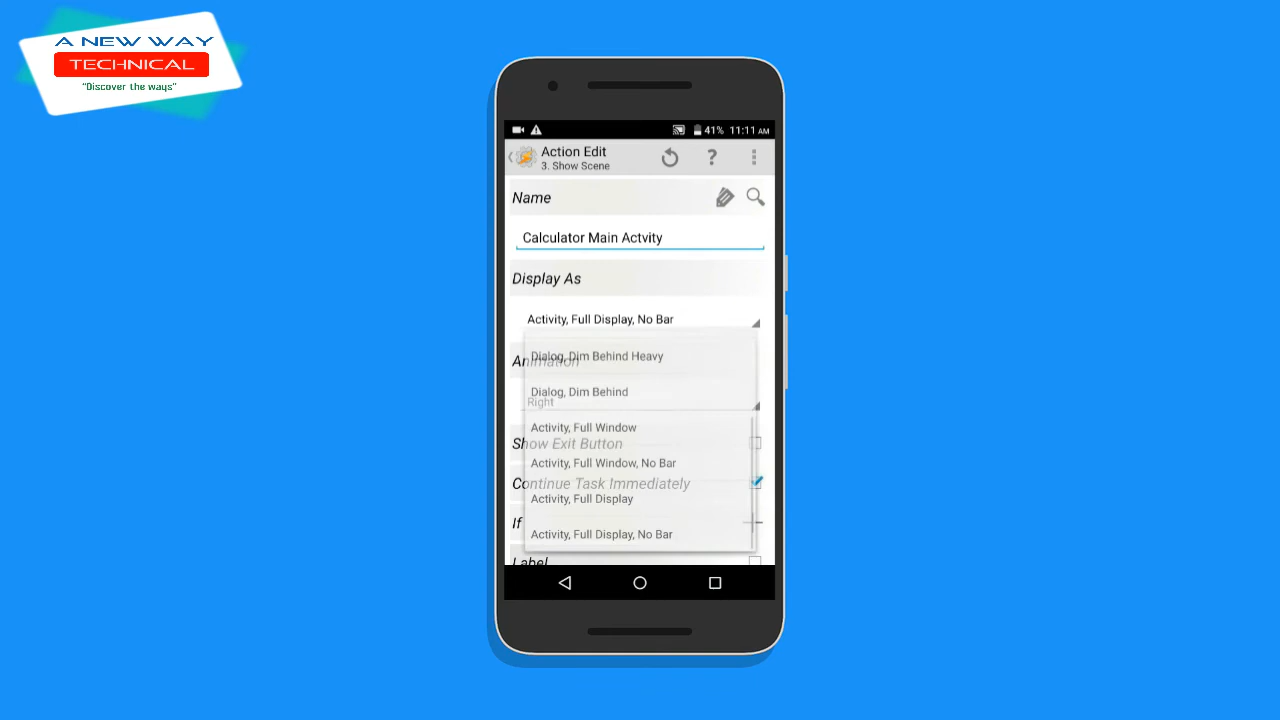 A NEW WAY
TECHNICAL
"Discover the ways"
41% 11:11 AM
Action Edit
3. Show Scene
?
Name
Calculator Main Actvity
Display As
Activity, Full Display, No Bar
Dialog, Dim Behind Heavy
Animation
Dialog, Dim Behind
Right
Activity, Full Window
Show Exit Button
Activity, Full Window, No Bar
Continue Task Immediately
Activity, Full Display
If
Activity, Full Display, No Bar
Label